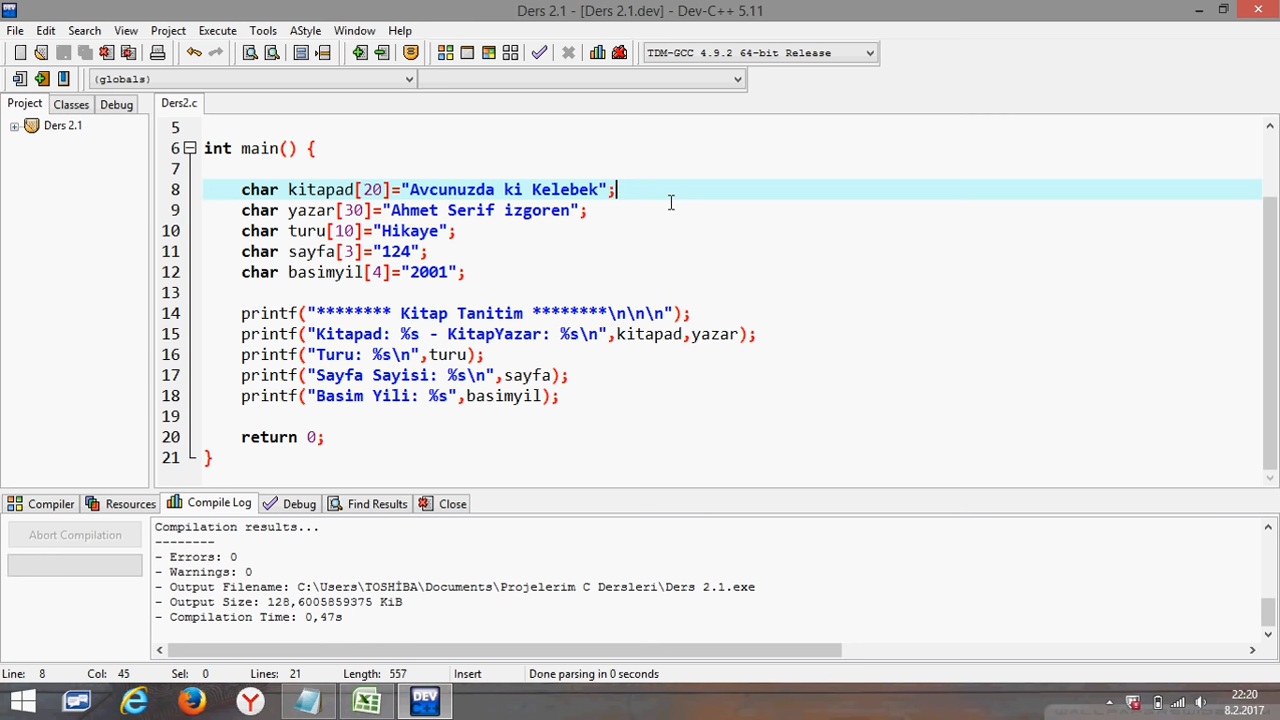 Ders 2.1 - [Ders 2.1.dev] - Dev-C++ 5.11
File Edit Search View Project Execute Tools AStyle Window Help
TDM-GCC 4.9.2 64-bit Release
(globals)
Project Classes Debug
Ders2.c
Ders 2.1
5
6 int main() {
7
8 char kitapad[20]="Avcunuzda ki Kelebek";
9 char yazar[30]="Ahmet Serif izgoren";
10 char turu[10]="Hikaye";
11 char sayfa[3]="124";
12 char basimyil[4]="2001";
13
14 printf("******** Kitap Tanitim ********\n\n\n");
15 printf("Kitapad: %s - KitapYazar: %s\n",kitapad,yazar);
16 printf("Turu: %s\n",turu);
17 printf("Sayfa Sayisi: %s\n",sayfa);
18 printf("Basim Yili: %s",basimyil);
19
20 return 0;
21 }
Compiler Resources Compile Log Debug Find Results Close
Abort Compilation
Compilation results...
--------
- Errors: 0
- Warnings: 0
- Output Filename: C:\Users\TOSHİBA\Documents\Projelerim C Dersleri\Ders 2.1.exe
- Output Size: 128,6005859375 KiB
- Compilation Time: 0,47s
Line: 8 Col: 45 Sel: 0 Lines: 21 Length: 557 Insert Done parsing in 0 seconds
DEV
22:20
8.2.2017